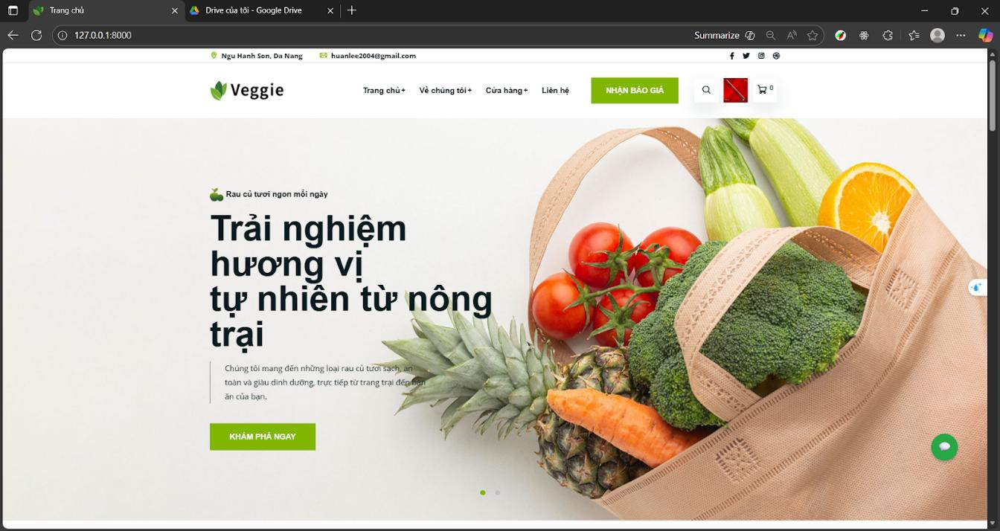 Trang chủ
Drive của tôi - Google Drive
127.0.0.1:8000
Summarize
Ngu Hanh Son, Da Nang
huanlee2004@gmail.com
Veggie
Trang chủ+
Về chúng tôi+
Cửa hàng+
Liên hệ
NHẬN BÁO GIÁ
0
Rau củ tươi ngon mỗi ngày
Trải nghiệm
hương vị
tự nhiên từ nông
trại
Chúng tôi mang đến những loại rau củ tươi sạch, an
toàn và giàu dinh dưỡng, trực tiếp từ trang trại đến bàn
ăn của bạn.
KHÁM PHÁ NGAY